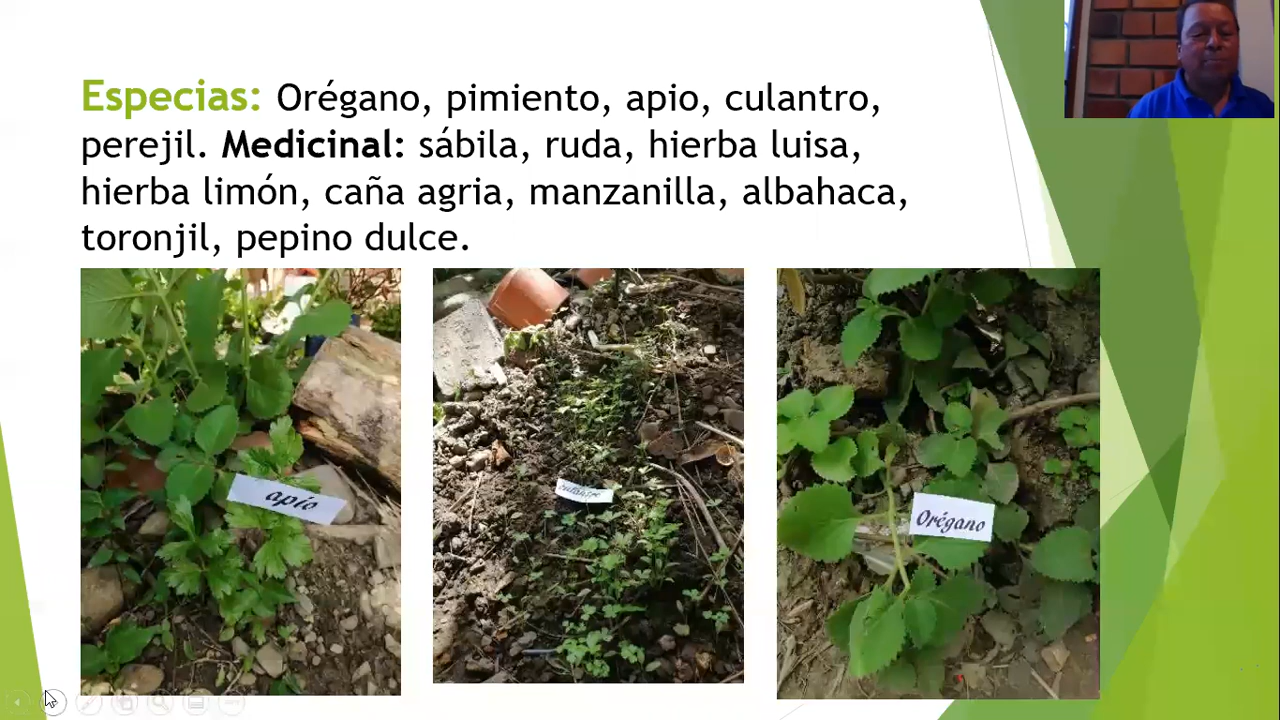 Especias: Orégano, pimiento, apio, culantro,
perejil. Medicinal: sábila, ruda, hierba luisa,
hierba limón, caña agria, manzanilla, albahaca,
toronjil, pepino dulce.
apio
culantro
Orégano